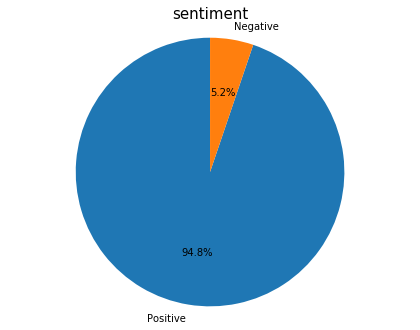 sentiment
Negative
5.2%
94.8%
Positive